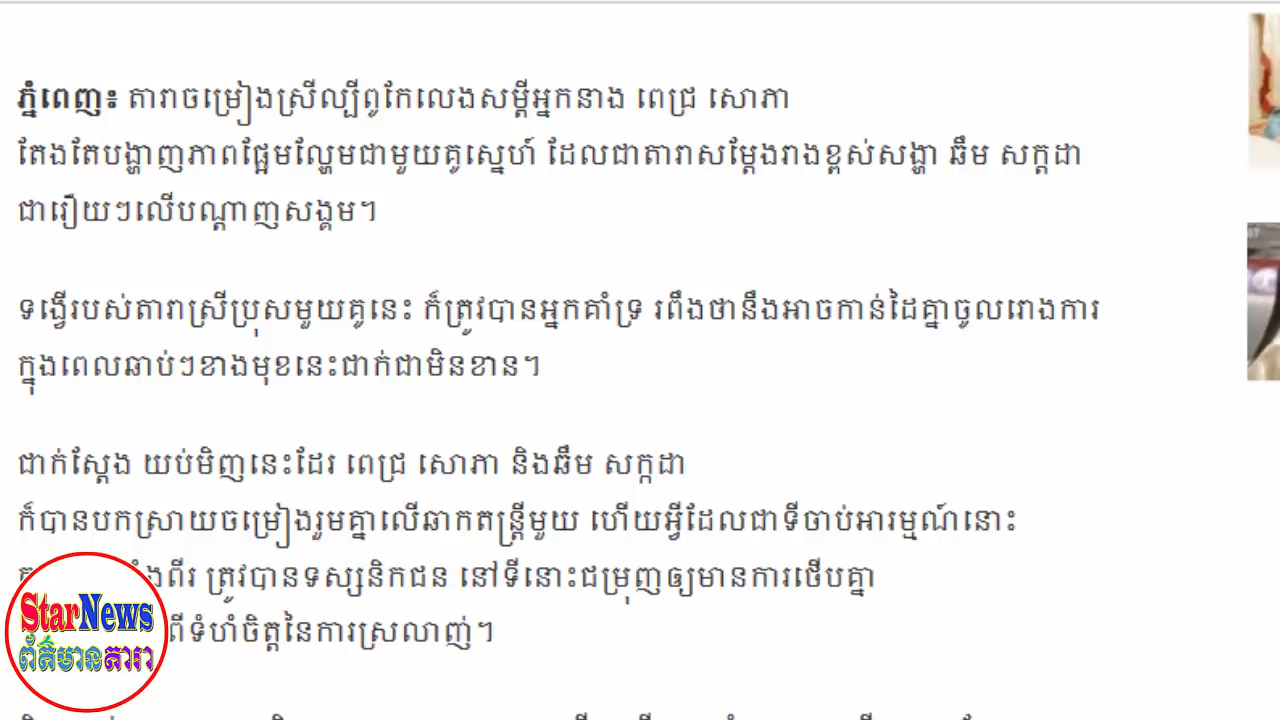 ភ្នំពេញ៖ តារាចម្រៀងស្រីល្បីពូកែលេងសម្ដីអ្នកនាង ពេជ្រ សោភា
តែងតែបង្ហាញភាពផ្អែមល្ហែមជាមួយគូស្នេហ៍ ដែលជាតារាសម្ដែងរាងខ្ពស់សង្ហា ឆឹម សក្ដដា
ជារឿយៗលើបណ្ដាញសង្គម។
ទង្វើរបស់តារាស្រីប្រុសមួយគូនេះ ក៏ត្រូវបានអ្នកគាំទ្រ រពឹងថានឹងអាចកាន់ដៃគ្នាចូលរោងការ
ក្នុងពេលឆាប់ៗខាងមុខនេះជាក់ជាមិនខាន។
ជាក់ស្ដែង យប់មិញនេះដែរ ពេជ្រ សោភា និងឆឹម សក្កដា
ក៏បានបកស្រាយចម្រៀងរួមគ្នាលើឆាកតន្ត្រីមួយ ហើយអ្វីដែលជាទីចាប់អារម្មណ៍នោះ
ត្រូវបានទស្សនិកជន នៅទីនោះជម្រុញឲ្យមានការថើបគ្នា
ពីទំហំចិត្តនៃការស្រលាញ់។
StarNews
ព័ត៌មានតារា